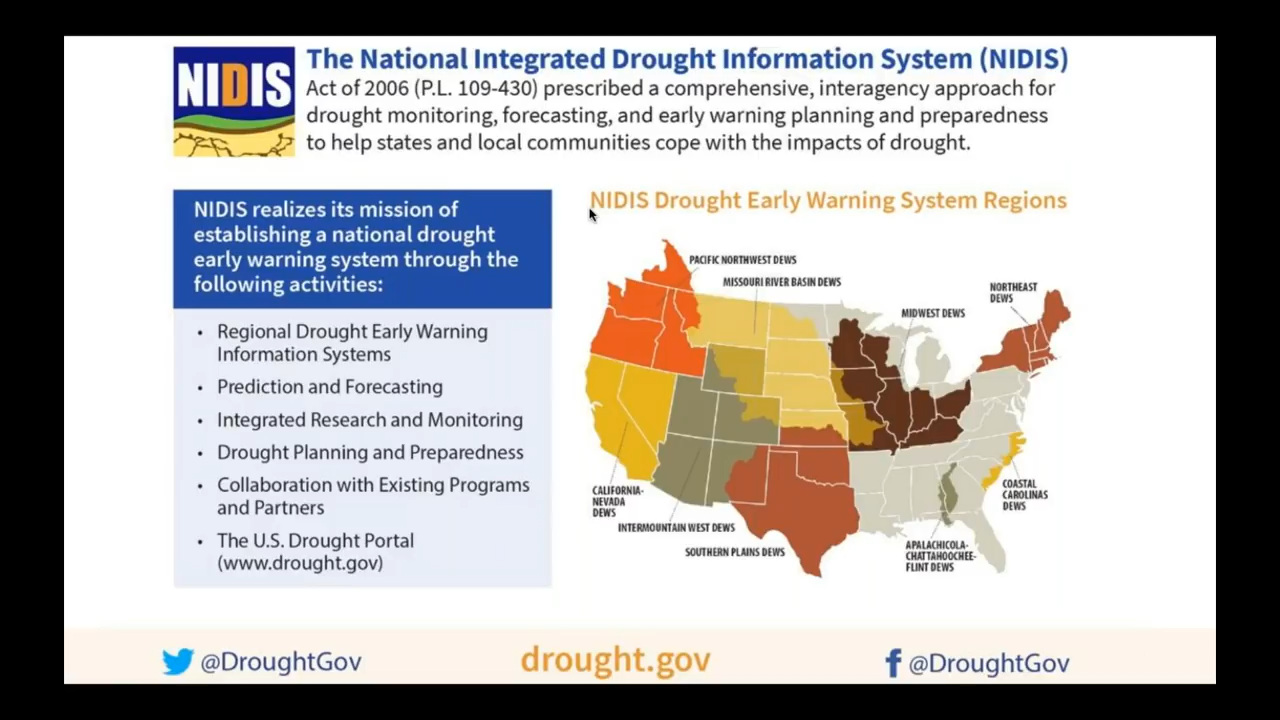 NIDIS
The National Integrated Drought Information System (NIDIS)
Act of 2006 (P.L. 109-430) prescribed a comprehensive, interagency approach for
drought monitoring, forecasting, and early warning planning and preparedness
to help states and local communities cope with the impacts of drought.
NIDIS realizes its mission of
establishing a national drought
early warning system through the
following activities:
• Regional Drought Early Warning
Information Systems
• Prediction and Forecasting
• Integrated Research and Monitoring
• Drought Planning and Preparedness
• Collaboration with Existing Programs
and Partners
• The U.S. Drought Portal
(www.drought.gov)
NIDIS Drought Early Warning System Regions
PACIFIC NORTHWEST DEWS
MISSOURI RIVER BASIN DEWS
NORTHEAST
DEWS
MIDWEST DEWS
CALIFORNIA-
NEVADA
DEWS
INTERMOUNTAIN WEST DEWS
SOUTHERN PLAINS DEWS
COASTAL
CAROLINAS
DEWS
APALACHICOLA-
CHATTAHOOCHEE-
FLINT DEWS
@DroughtGov
drought.gov
@DroughtGov